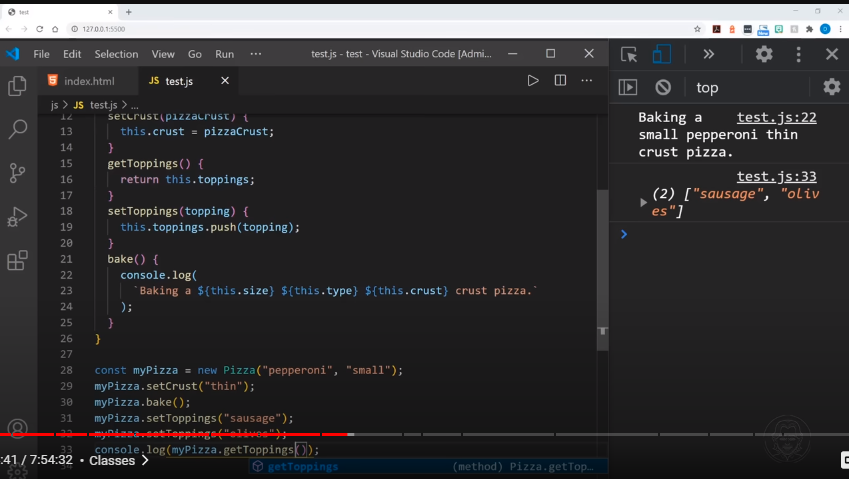 test
127.0.0.1:5500
New
File Edit Selection View Go Run ··· test.js - test - Visual Studio Code [Admi...
index.html JS test.js
js > JS test.js > ...
12 setCrust(pizzaCrust) {
13 this.crust = pizzaCrust;
14 }
15 getToppings() {
16 return this.toppings;
17 }
18 setToppings(topping) {
19 this.toppings.push(topping);
20 }
21 bake() {
22 console.log(
23 `Baking a ${this.size} ${this.type} ${this.crust} crust pizza.`
24 );
25 }
26 }
27
28 const myPizza = new Pizza("pepperoni", "small");
29 myPizza.setCrust("thin");
30 myPizza.bake();
31 myPizza.setToppings("sausage");
32 myPizza.setToppings("olives");
33 console.log(myPizza.getToppings());
getToppings (method) Pizza.getTop...
:41 / 7:54:32 • Classes >
top
Baking a test.js:22
small pepperoni thin
crust pizza.
test.js:33
(2) ["sausage", "oliv
es"]